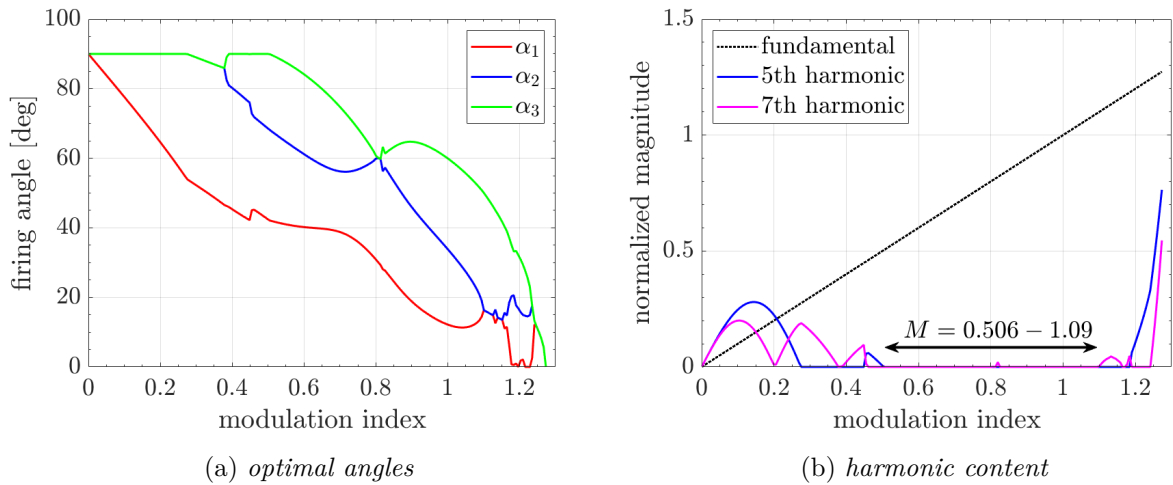 100
80
60
40
20
0
firing angle [deg]
α₁
α₂
α₃
0
0.2
0.4
0.6
0.8
1
1.2
modulation index
(a) optimal angles
1.5
1
0.5
0
normalized magnitude
fundamental
5th harmonic
7th harmonic
M = 0.506 − 1.09
0
0.2
0.4
0.6
0.8
1
1.2
modulation index
(b) harmonic content